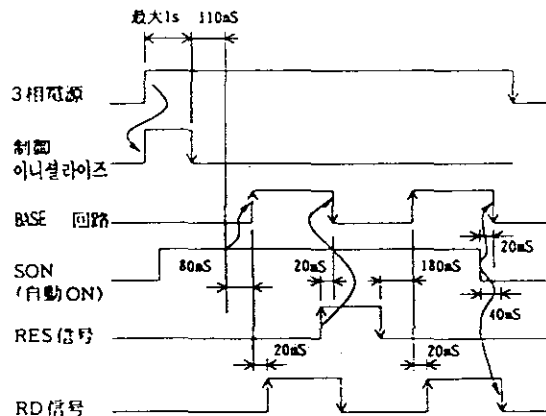 最大1s 110mS
3相電源
制御
이니셜라이즈
BASE 回路
20mS
SON
(自動ON)
80mS 20mS 180mS
40mS
RES信号
20mS 20mS
RD信号